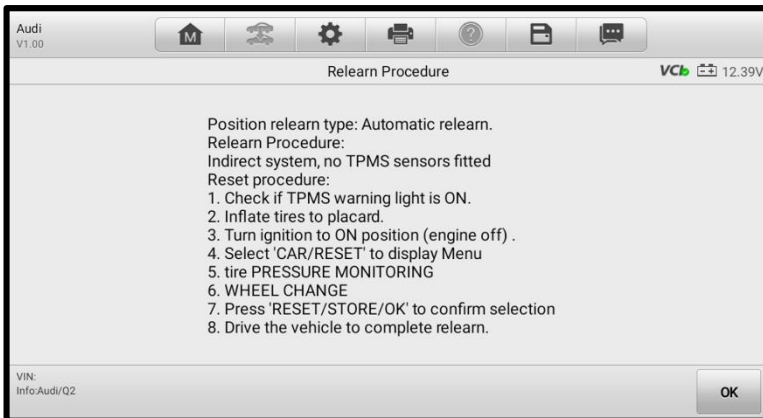 Audi
V1.00
M
Relearn Procedure
VCI
12.39V
Position relearn type: Automatic relearn.
Relearn Procedure:
Indirect system, no TPMS sensors fitted
Reset procedure:
1. Check if TPMS warning light is ON.
2. Inflate tires to placard.
3. Turn ignition to ON position (engine off) .
4. Select 'CAR/RESET' to display Menu
5. tire PRESSURE MONITORING
6. WHEEL CHANGE
7. Press 'RESET/STORE/OK' to confirm selection
8. Drive the vehicle to complete relearn.
VIN:
Info:Audi/Q2
OK